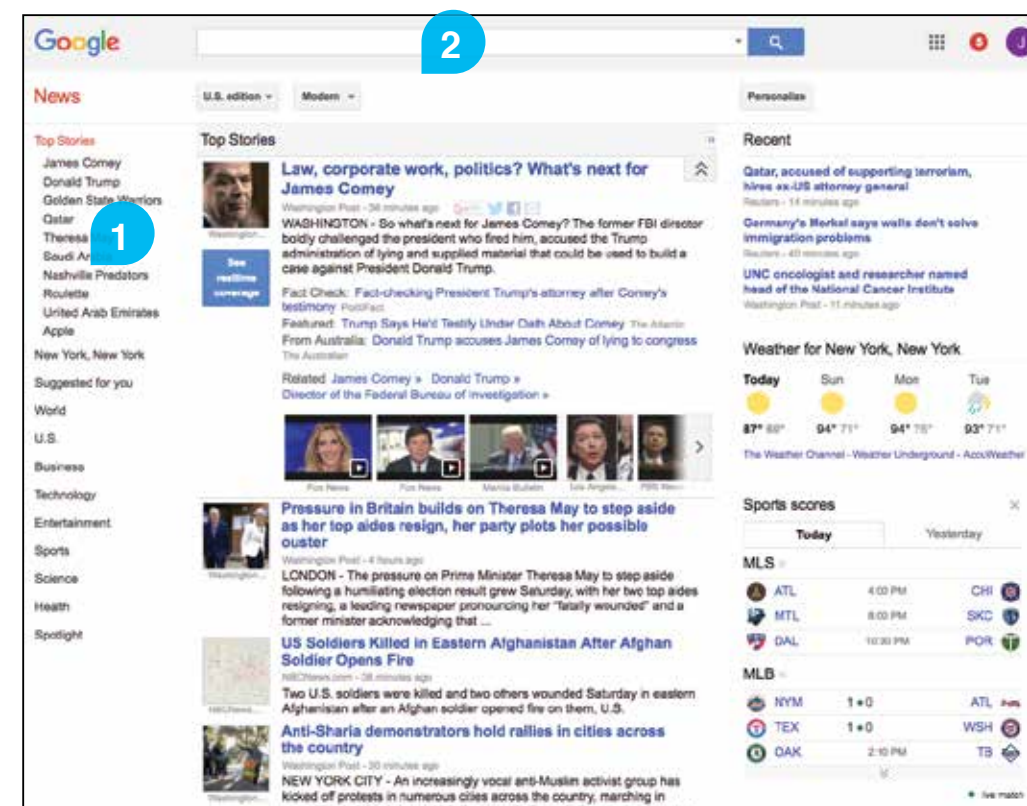 Google
2
News
U.S. edition
Modern
Personalize
Top Stories
James Comey
Donald Trump
Golden State Warriors
Qatar
Theresa
1
Saudi
Nashville Predators
Roulette
United Arab Emirates
Apple
New York, New York
Suggested for you
World
U.S.
Business
Technology
Entertainment
Sports
Science
Health
Spotlight
Top Stories
Law, corporate work, politics? What's next for
James Comey
Washington Post - 36 minutes ago
WASHINGTON - So what's next for James Comey? The former FBI director
boldly challenged the president who fired him, accused the Trump
administration of lying and supplied material that could be used to build a
case against President Donald Trump.
Washington...
See
realtime
coverage
Fact Check: Fact-checking President Trump's attorney after Comey's
testimony PolitiFact
Featured: Trump Says He'd Testify Under Oath About Comey The Atlantic
From Australia: Donald Trump accuses James Comey of lying to congress
The Australian
Related James Comey » Donald Trump »
Director of the Federal Bureau of Investigation »
Fox News
Fox News
Manila Bulletin
Los Angeles...
PBS
Pressure in Britain builds on Theresa May to step aside
as her top aides resign, her party plots her possible
ouster
Washington Post - 4 hours ago
Washington...
LONDON - The pressure on Prime Minister Theresa May to step aside
following a humiliating election result grew Saturday, with her two top aides
resigning, a leading newspaper pronouncing her "fatally wounded" and a
former minister acknowledging that ...
US Soldiers Killed in Eastern Afghanistan After Afghan
Soldier Opens Fire
NBCNews.com - 38 minutes ago
NBCNews...
Two U.S. soldiers were killed and two others wounded Saturday in eastern
Afghanistan after an Afghan soldier opened fire on them, U.S.
Anti-Sharia demonstrators hold rallies in cities across
the country
Washington Post - 20 minutes ago
Washington...
NEW YORK CITY - An increasingly vocal anti-Muslim activist group has
kicked off protests in numerous cities across the country, marching in
Recent
Qatar, accused of supporting terrorism,
hires ex-US attorney general
Reuters - 14 minutes ago
Germany's Merkel says walls don't solve
immigration problems
Reuters - 40 minutes ago
UNC oncologist and researcher named
head of the National Cancer Institute
Washington Post - 11 minutes ago
Weather for New York, New York
Today Sun Mon Tue
87° 94° 71° 94° 93° 71°
The Weather Channel - Weather Underground - AccuWeather
Sports scores
Today Yesterday
MLS
ATL 4:00 PM CHI
MTL 8:00 PM SKC
DAL 10:30 PM POR
MLB
NYM 1 0 ATL
TEX 1 0 WSH
OAK 2:10 PM TB
live match